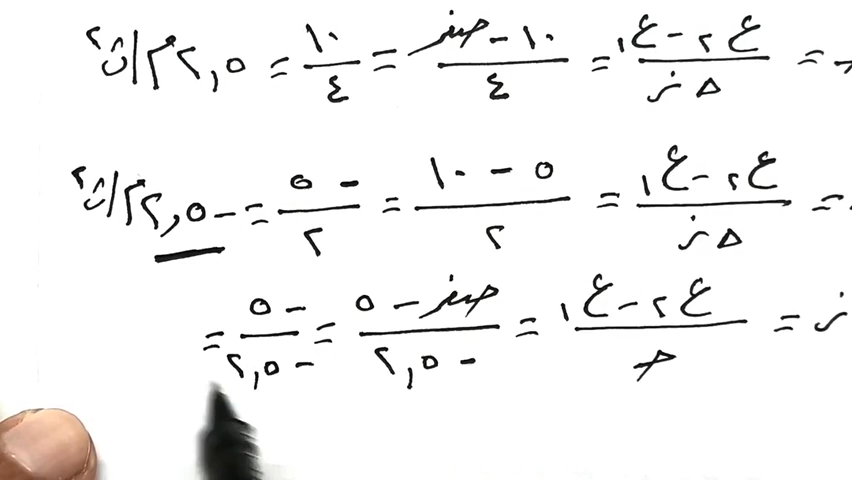 = (ع٢ − ع١)/(Δ ز) = (١٠ − صفر)/٤ = ١٠/٤ = ٢,٥ م/ث٢
= (ع٢ − ع١)/(Δ ز) = (٥ − ١٠)/٢ = −٥/٢ = −٢,٥ م/ث٢
ز = (ع٢ − ع١)/ج = (صفر − ٥)/−٢,٥ = −٥/−٢,٥ =